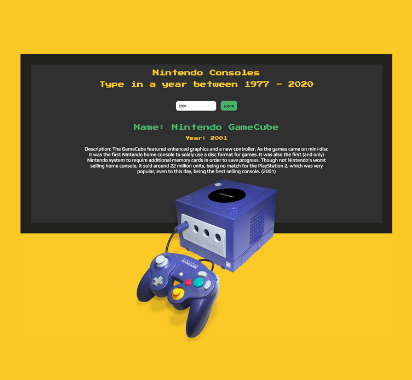 Nintendo Consoles
Type in a year between 1977 - 2020
2001
Name: Nintendo GameCube
Year: 2001
Description: The GameCube featured enhanced graphics and a new controller. As the games came on mini-disc
it was the first Nintendo home console to solely use a disc format for games. It was also the first (and only)
Nintendo system to require additional memory cards in order to save progress. Though not Nintendo's worst
selling home console. It sold around 22 million units, being no match for the PlayStation 2, which was very
popular, even to this day, being the best selling console. (2001)